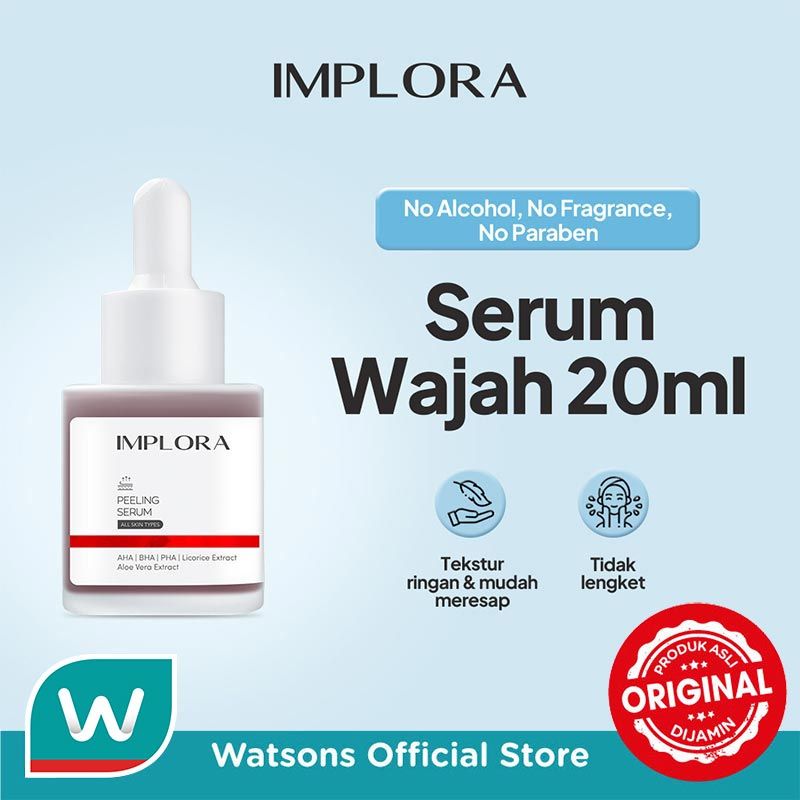 IMPLORA
No Alcohol, No Fragrance,
No Paraben
Serum
Wajah 20ml
IMPLORA
PEELING
SERUM
ALL SKIN TYPES
AHA | BHA | PHA | Licorice Extract
Aloe Vera Extract
Tekstur
ringan & mudah
meresap
Tidak
lengket
PRODUK ASLI
ORIGINAL
DIJAMIN
W
Watsons Official Store